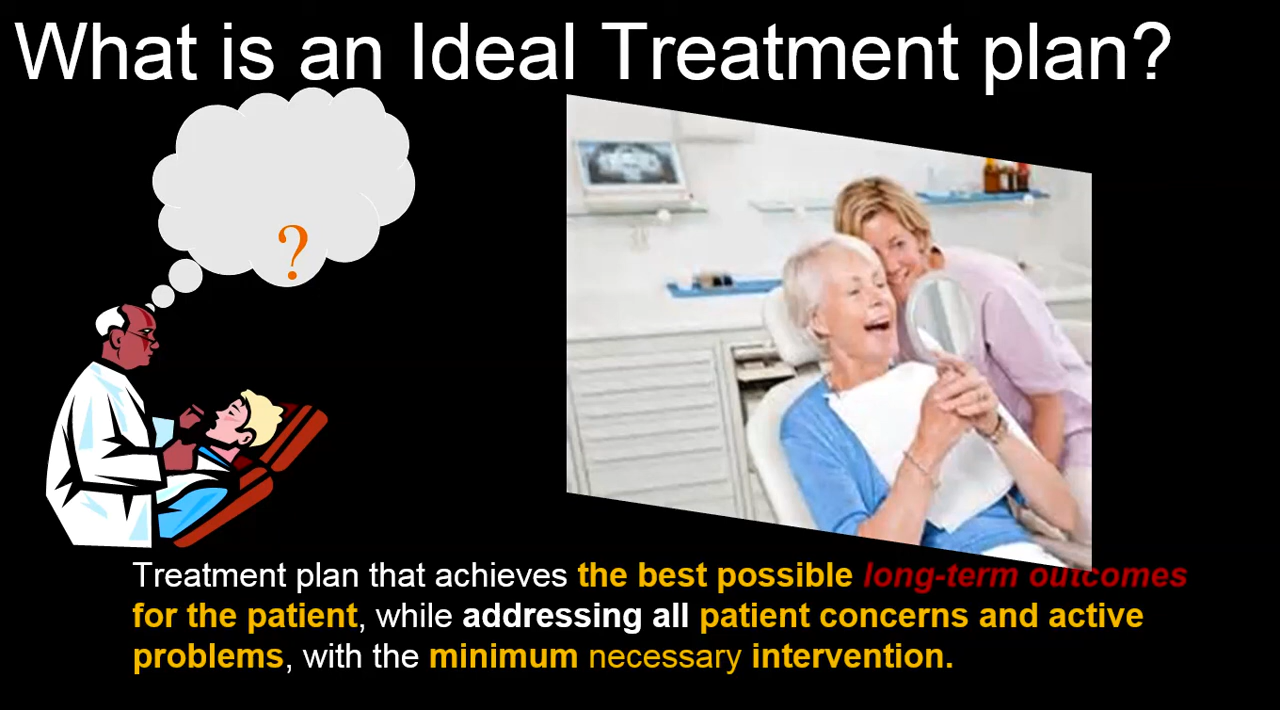 What is an Ideal Treatment plan?
?
Treatment plan that achieves the best possible long-term outcomes
for the patient, while addressing all patient concerns and active
problems, with the minimum necessary intervention.